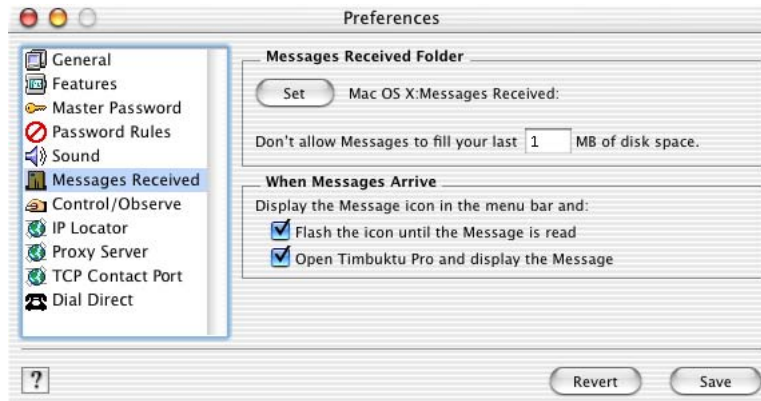 Preferences
General
Features
Master Password
Password Rules
Sound
Messages Received
Control/Observe
IP Locator
Proxy Server
TCP Contact Port
Dial Direct
Messages Received Folder
Set Mac OS X:Messages Received:
Don't allow Messages to fill your last 1 MB of disk space.
When Messages Arrive
Display the Message icon in the menu bar and:
Flash the icon until the Message is read
Open Timbuktu Pro and display the Message
? Revert Save